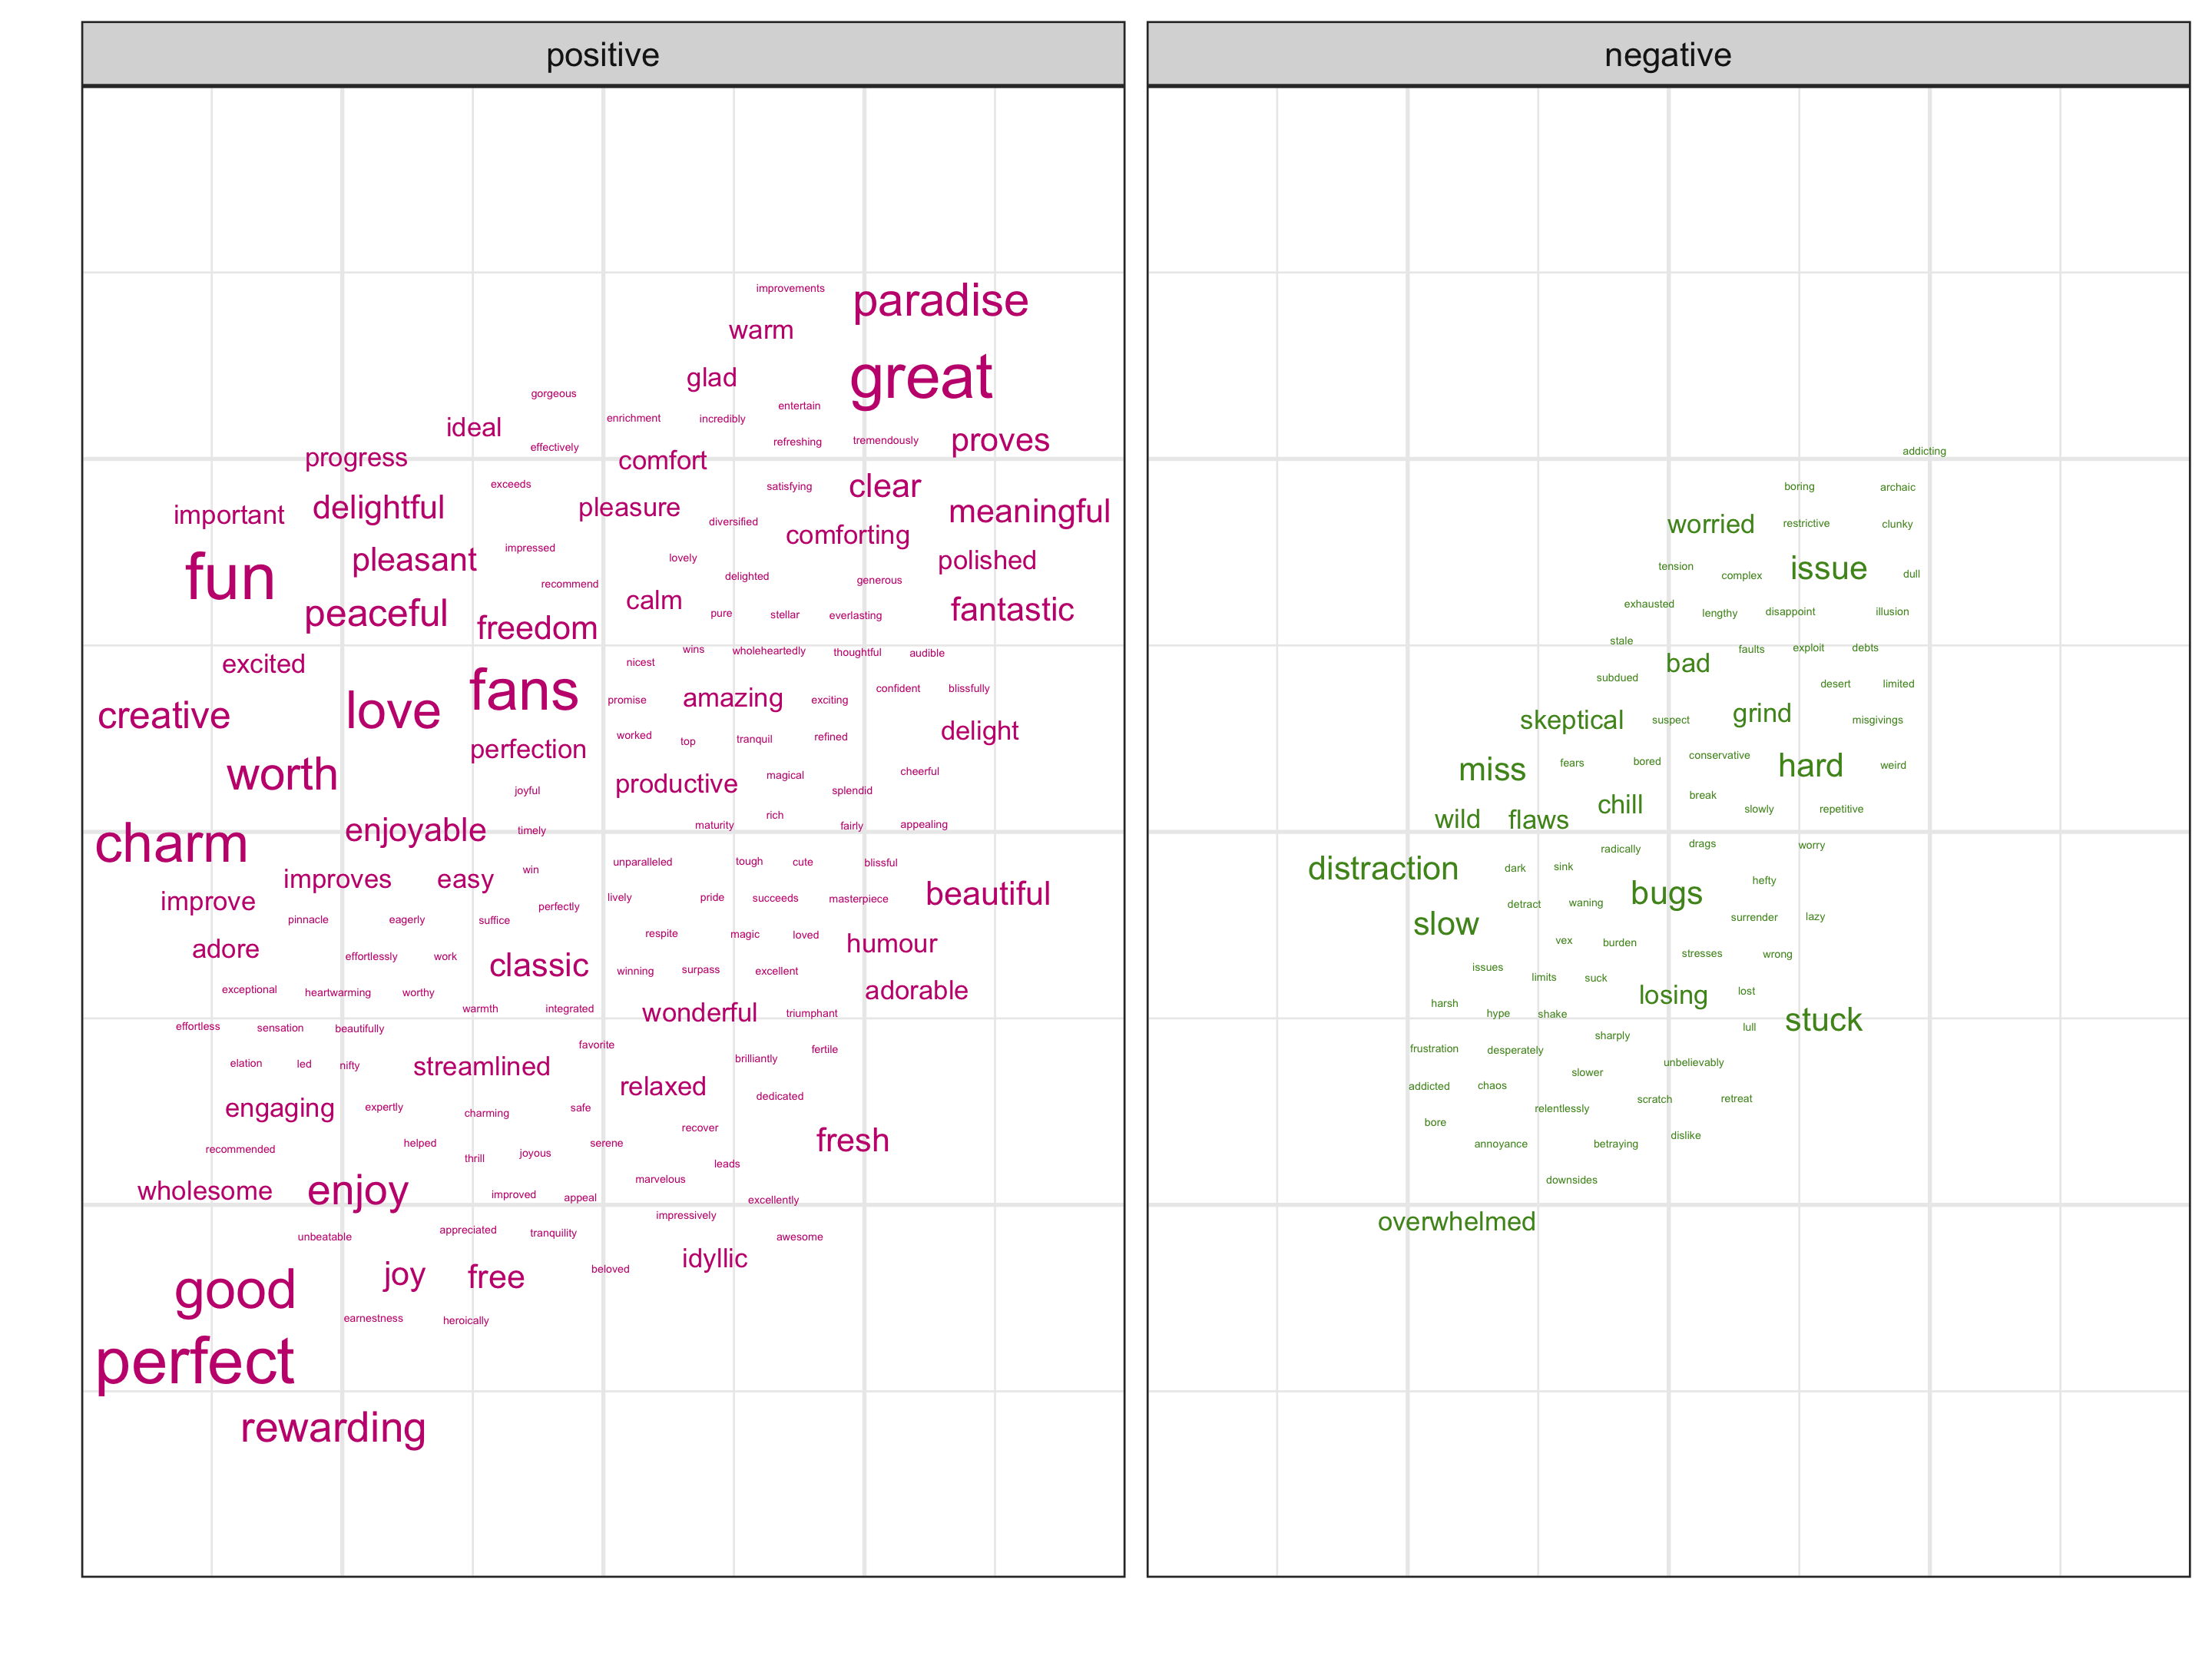 positive
improvements
paradise
warm
glad
great
gorgeous
entertain
enrichment
incredibly
ideal
refreshing
tremendously
proves
effectively
progress
comfort
exceeds
satisfying
clear
important
delightful
pleasure
meaningful
diversified
comforting
fun
pleasant
impressed
lovely
polished
recommend
delighted
generous
peaceful
freedom
calm
pure
stellar
everlasting
fantastic
excited
nicest
wins
wholeheartedly
thoughtful
audible
creative
love
fans
promise
amazing
exciting
confident
blissfully
perfection
worked
top
tranquil
refined
delight
worth
joyful
productive
magical
splendid
cheerful
charm
enjoyable
timely
maturity
rich
fairly
appealing
improves
easy
win
unparalleled
tough
cute
blissful
improve
pinnacle
eagerly
suffice
perfectly
lively
pride
succeeds
masterpiece
beautiful
adore
effortlessly
work
classic
respite
magic
loved
humour
winning
surpass
excellent
exceptional
heartwarming
worthy
adorable
warmth
integrated
wonderful
triumphant
effortless
sensation
beautifully
favorite
brilliantly
fertile
elation
led
nifty
streamlined
relaxed
dedicated
engaging
expertly
charming
safe
recover
fresh
recommended
helped
thrill
joyous
serene
leads
marvelous
wholesome
enjoy
improved
appeal
excellently
impressively
unbeatable
appreciated
tranquility
awesome
good
joy
free
beloved
idyllic
earnestness
heroically
perfect
rewarding
negative
addicting
boring
archaic
worried
restrictive
clunky
tension
complex
issue
dull
exhausted
lengthy
disappoint
illusion
stale
bad
faults
exploit
debts
subdued
desert
limited
skeptical
suspect
grind
misgivings
miss
fears
bored
conservative
hard
weird
wild
flaws
chill
break
slowly
repetitive
radically
drags
worry
distraction
dark
sink
bugs
hefty
slow
detract
waning
surrender
lazy
vex
burden
stresses
wrong
issues
limits
suck
losing
lost
harsh
hype
shake
lull
stuck
sharply
frustration
desperately
slower
unbelievably
addicted
chaos
relentlessly
scratch
retreat
bore
annoyance
betraying
dislike
downsides
overwhelmed